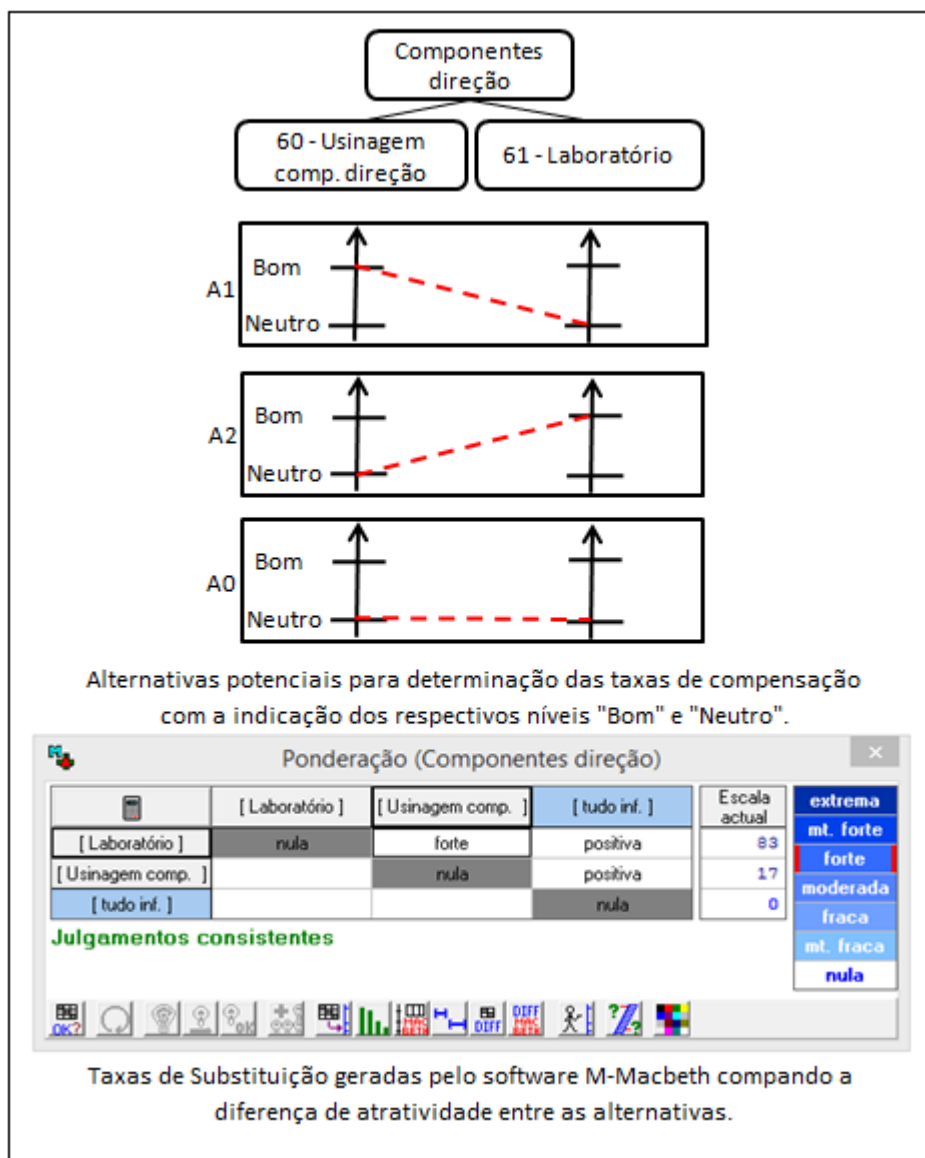 Componentes
direção
60 - Usinagem
comp. direção
61 - Laboratório
A1
Bom
Neutro
A2
Bom
Neutro
A0
Bom
Neutro
Alternativas potenciais para determinação das taxas de compensação
com a indicação dos respectivos níveis "Bom" e "Neutro".
Ponderação (Componentes direção)
[ Laboratório ] [ Usinagem comp. ] [ tudo inf. ] Escala actual
[ Laboratório ] nula forte positiva 83
[ Usinagem comp. ] nula positiva 17
[ tudo inf. ] nula 0
extrema
mt. forte
forte
moderada
fraca
mt. fraca
nula
Julgamentos consistentes
Taxas de Substituição geradas pelo software M-Macbeth compando a
diferença de atratividade entre as alternativas.